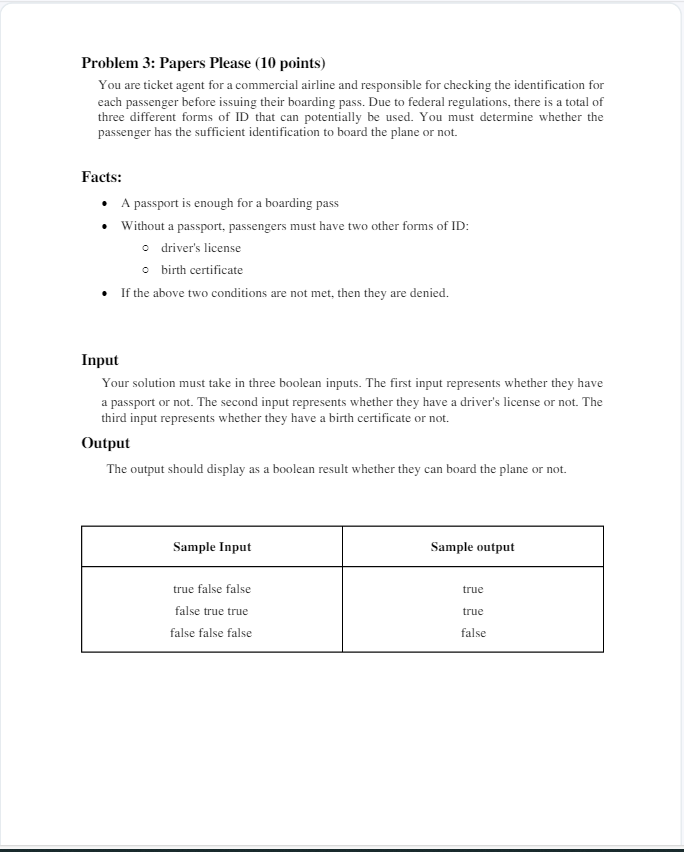 Problem 3: Papers Please (10 points)
You are ticket agent for a commercial airline and responsible for checking the identification for
each passenger before issuing their boarding pass. Due to federal regulations, there is a total of
three different forms of ID that can potentially be used. You must determine whether the
passenger has the sufficient identification to board the plane or not.
Facts:
• A passport is enough for a boarding pass
• Without a passport, passengers must have two other forms of ID:
○ driver's license
○ birth certificate
• If the above two conditions are not met, then they are denied.
Input
Your solution must take in three boolean inputs. The first input represents whether they have
a passport or not. The second input represents whether they have a driver's license or not. The
third input represents whether they have a birth certificate or not.
Output
The output should display as a boolean result whether they can board the plane or not.
Sample Input Sample output
true false false true
false true true true
false false false false